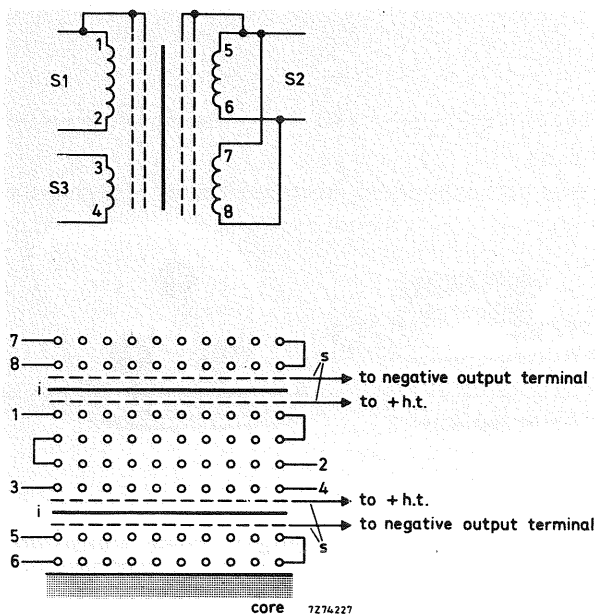 1
5
S1
S2
2
6
3
7
S3
4
8
7
8
s
to negative output terminal
i
to + h.t.
1
2
3
4
to + h.t.
i
to negative output terminal
s
5
6
core
7Z74227